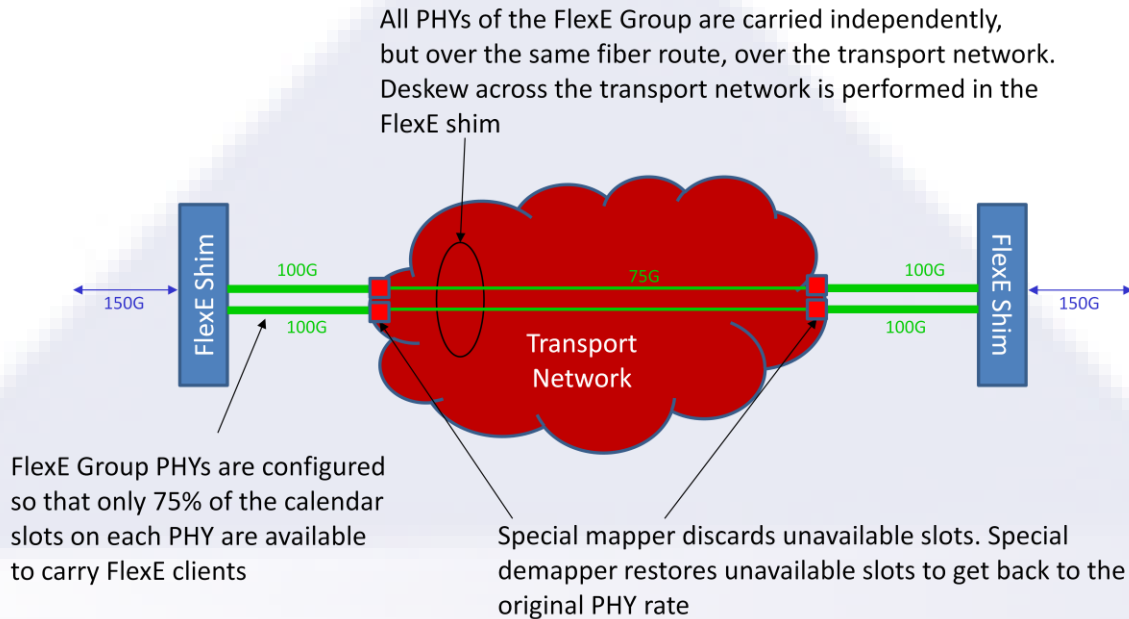 All PHYs of the FlexE Group are carried independently,
but over the same fiber route, over the transport network.
Deskew across the transport network is performed in the
FlexE shim
FlexE Shim
150G
100G
100G
75G
Transport
Network
100G
100G
FlexE Shim
150G
FlexE Group PHYs are configured
so that only 75% of the calendar
slots on each PHY are available
to carry FlexE clients
Special mapper discards unavailable slots. Special
demapper restores unavailable slots to get back to the
original PHY rate